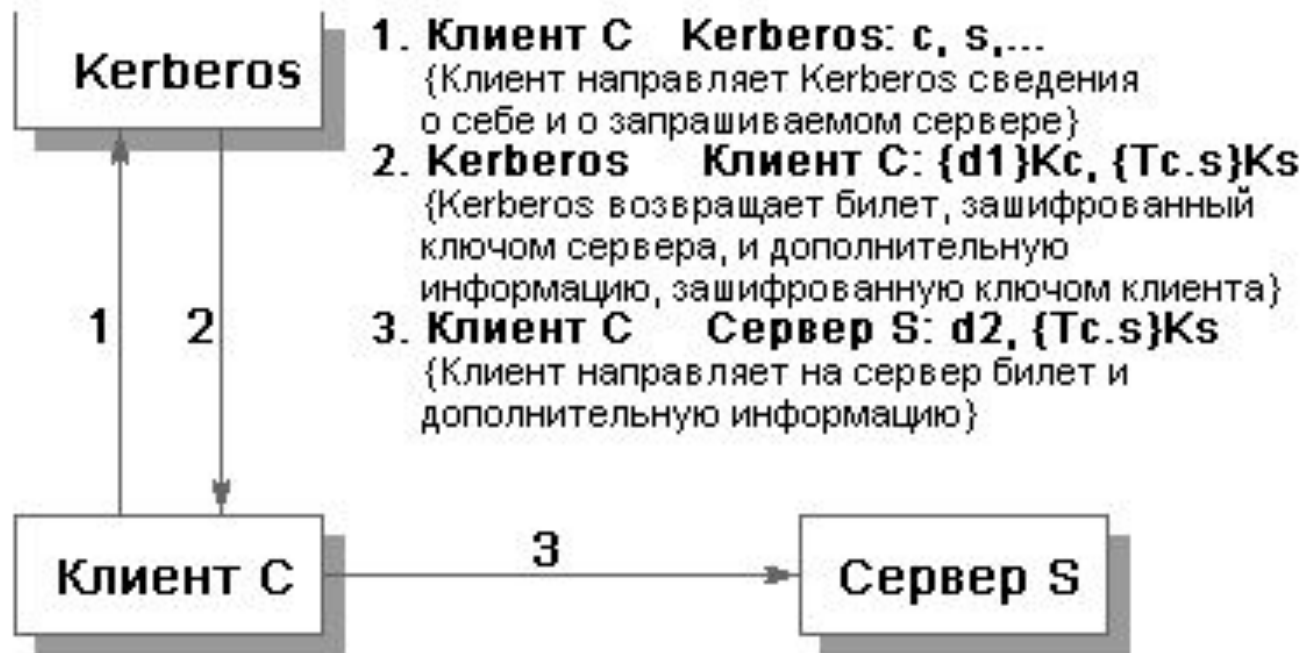 Kerberos
1. Клиент C Kerberos: c, s,...
{Клиент направляет Kerberos сведения
о себе и о запрашиваемом сервере}
2. Kerberos Клиент C: {d1}Kc, {Tc.s}Ks
{Kerberos возвращает билет, зашифрованный
ключом сервера, и дополнительную
информацию, зашифрованную ключом клиента}
3. Клиент C Сервер S: d2, {Tc.s}Ks
{Клиент направляет на сервер билет и
дополнительную информацию}
1
2
Клиент C
3
Сервер S